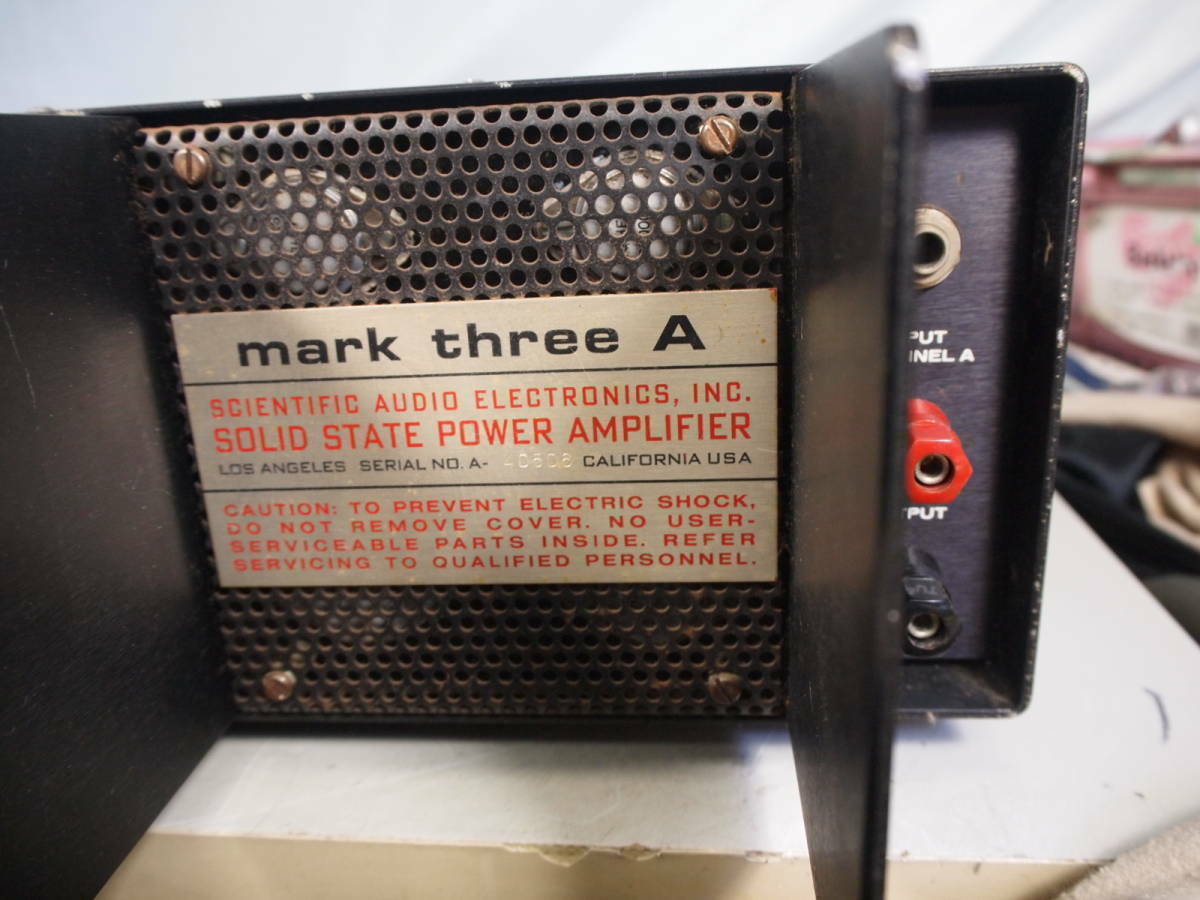 mark three A
SCIENTIFIC AUDIO ELECTRONICS, INC.
SOLID STATE POWER AMPLIFIER
LOS ANGELES SERIAL NO. A- CALIFORNIA USA
CAUTION: TO PREVENT ELECTRIC SHOCK,
DO NOT REMOVE COVER. NO USER-
SERVICEABLE PARTS INSIDE. REFER
SERVICING TO QUALIFIED PERSONNEL.
PUT
NNEL A
TPUT